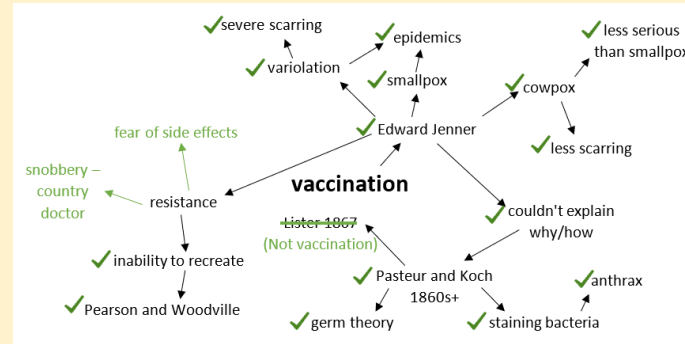 severe scarring
epidemics
less serious
than smallpox
variolation
smallpox
cowpox
Edward Jenner
fear of side effects
less scarring
snobbery –
country
doctor
vaccination
resistance
couldn't explain
why/how
Lister 1867
(Not vaccination)
inability to recreate
Pasteur and Koch
1860s+
anthrax
Pearson and Woodville
germ theory
staining bacteria